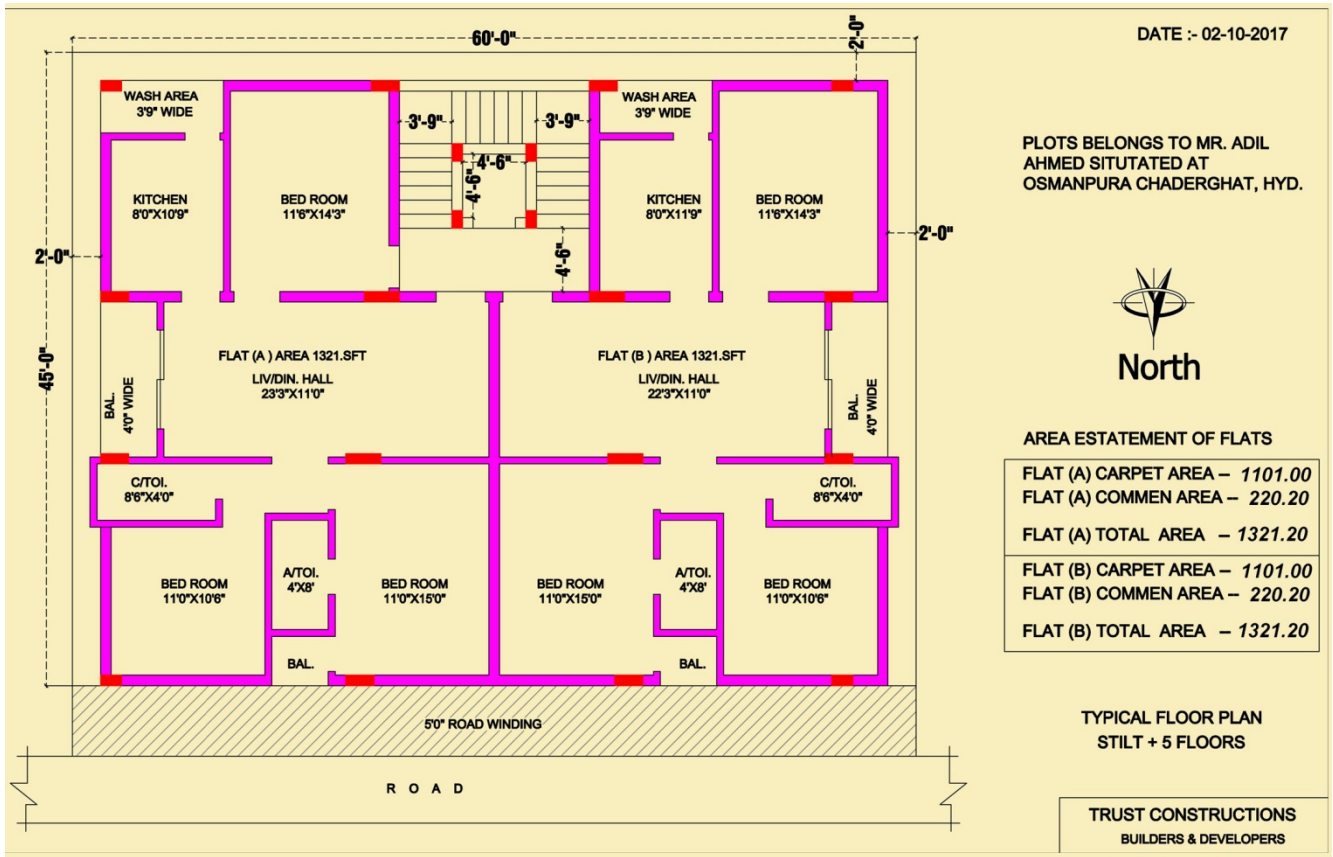 60'-0"
2'-0"
DATE :- 02-10-2017
WASH AREA
3'9" WIDE
3'-9"
3'-9"
WASH AREA
3'9" WIDE
PLOTS BELONGS TO MR. ADIL
AHMED SITUTATED AT
OSMANPURA CHADERGHAT, HYD.
4'-6"
4'-6"
KITCHEN
8'0"X10'9"
BED ROOM
11'6"X14'3"
KITCHEN
8'0"X11'9"
BED ROOM
11'6"X14'3"
2'-0"
4'-6"
2'-0"
North
45'-0"
FLAT (A ) AREA 1321.SFT
LIV/DIN. HALL
23'3"X11'0"
FLAT (B ) AREA 1321.SFT
LIV/DIN. HALL
22'3"X11'0"
BAL.
4'0" WIDE
BAL.
4'0" WIDE
AREA ESTATEMENT OF FLATS
FLAT (A) CARPET AREA – 1101.00
FLAT (A) COMMEN AREA – 220.20
FLAT (A) TOTAL AREA – 1321.20
FLAT (B) CARPET AREA – 1101.00
FLAT (B) COMMEN AREA – 220.20
FLAT (B) TOTAL AREA – 1321.20
C/TOI.
8'6"X4'0"
C/TOI.
8'6"X4'0"
BED ROOM
11'0"X10'6"
A/TOI.
4'X8'
BED ROOM
11'0"X15'0"
BED ROOM
11'0"X15'0"
A/TOI.
4'X8'
BED ROOM
11'0"X10'6"
BAL.
BAL.
5'0" ROAD WINDING
TYPICAL FLOOR PLAN
STILT + 5 FLOORS
R O A D
TRUST CONSTRUCTIONS
BUILDERS & DEVELOPERS